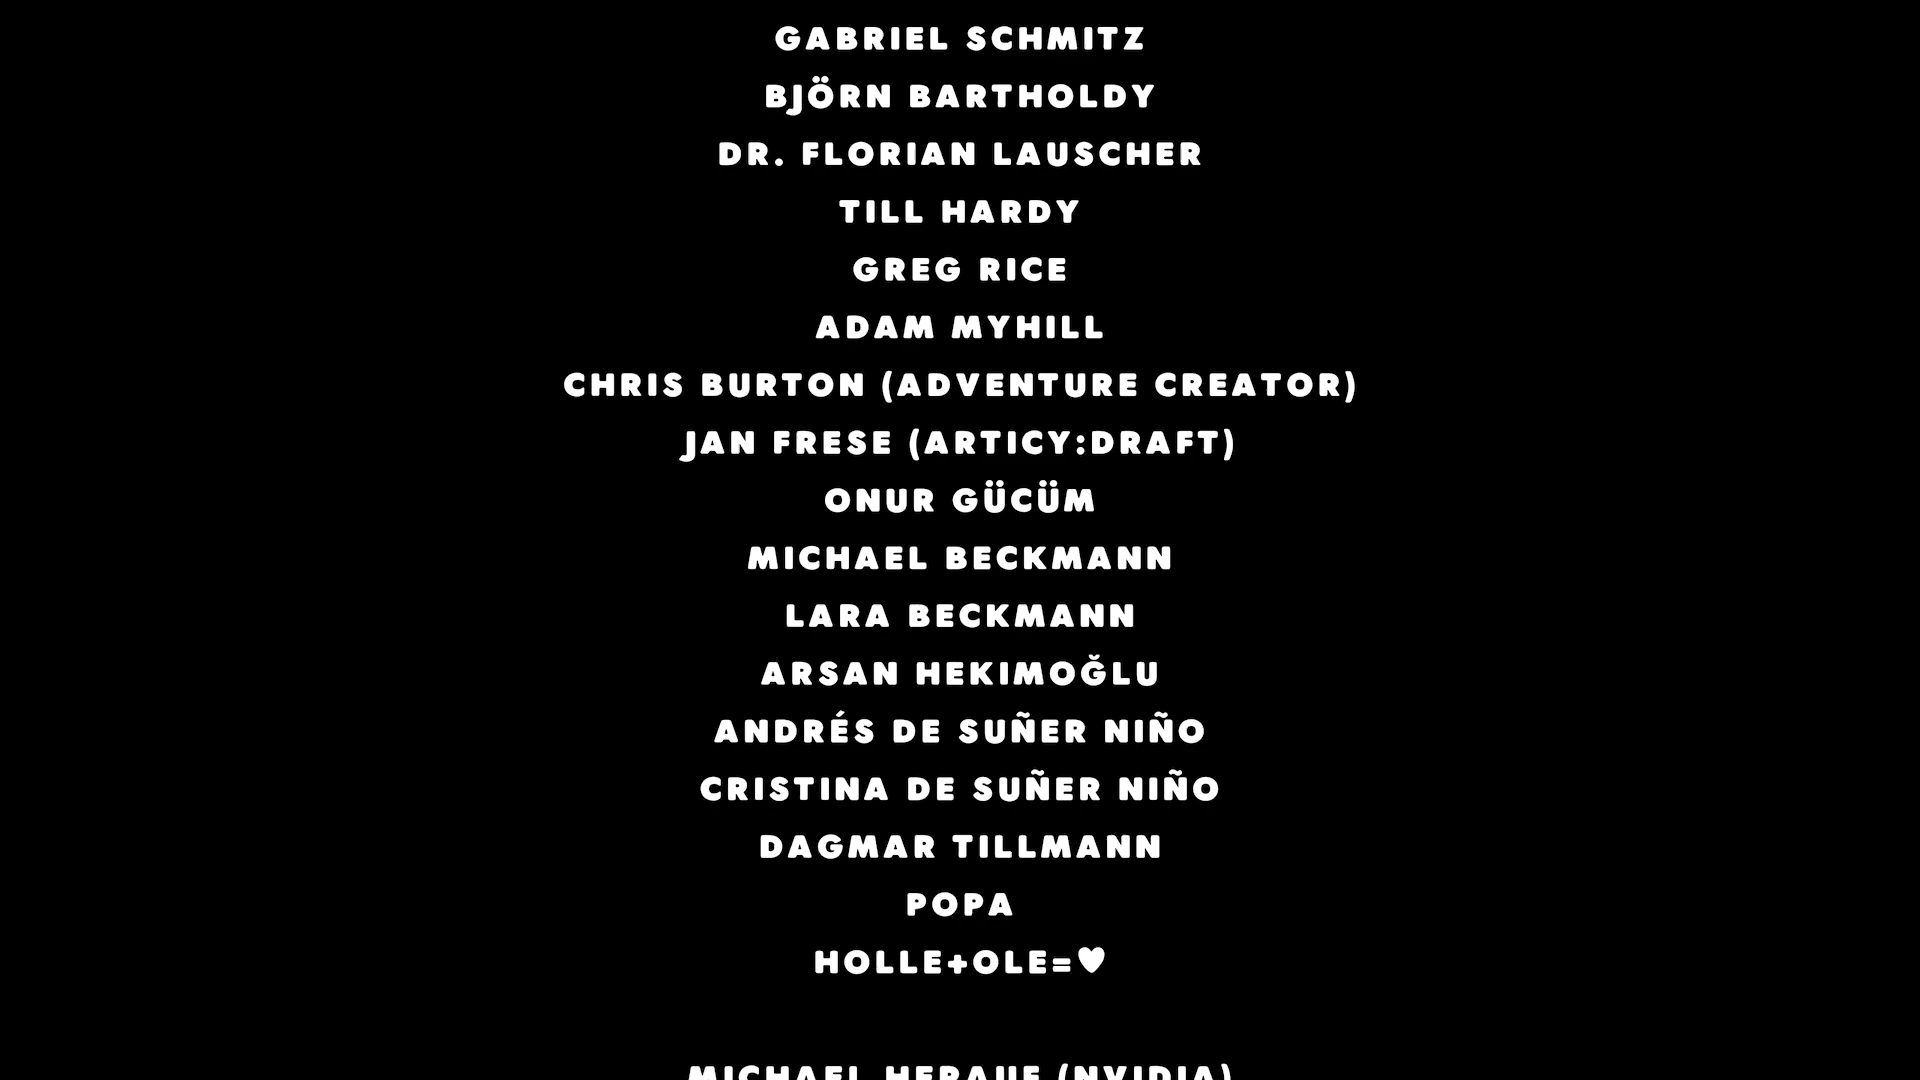 GABRIEL SCHMITZ
BJÖRN BARTHOLDY
DR. FLORIAN LAUSCHER
TILL HARDY
GREG RICE
ADAM MYHILL
CHRIS BURTON (ADVENTURE CREATOR)
JAN FRESE (ARTICY:DRAFT)
ONUR GÜCÜM
MICHAEL BECKMANN
LARA BECKMANN
ARSAN HEKIMOĞLU
ANDRÉS DE SUÑER NIÑO
CRISTINA DE SUÑER NIÑO
DAGMAR TILLMANN
POPA
HOLLE+OLE=♥
MICHAEL (NVIDIA)